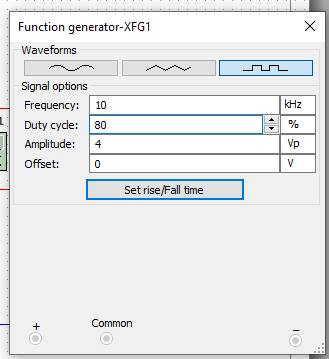 Function generator-XFG1
Waveforms
Signal options
Frequency: 10 kHz
Duty cycle: 80 %
Amplitude: 4 Vp
Offset: 0 V
Set rise/Fall time
+ Common −